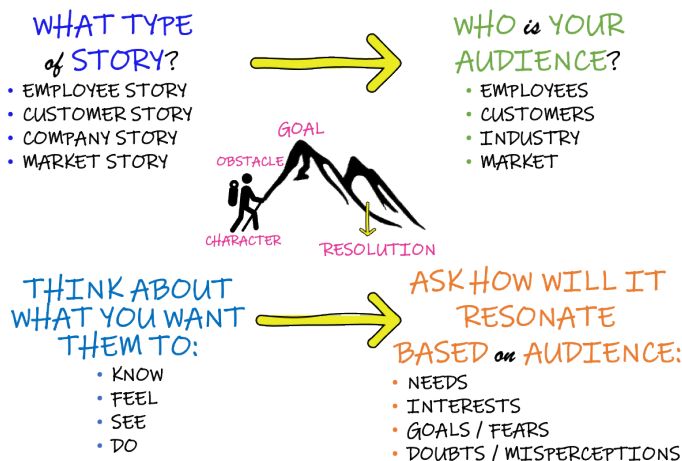 WHAT TYPE
of STORY?
• EMPLOYEE STORY
• CUSTOMER STORY
• COMPANY STORY
• MARKET STORY
WHO is YOUR
AUDIENCE?
• EMPLOYEES
• CUSTOMERS
• INDUSTRY
• MARKET
GOAL
OBSTACLE
CHARACTER
RESOLUTION
THINK ABOUT
WHAT YOU WANT
THEM TO:
• KNOW
• FEEL
• SEE
• DO
ASK HOW WILL IT
RESONATE
BASED on AUDIENCE:
• NEEDS
• INTERESTS
• GOALS / FEARS
• DOUBTS / MISPERCEPTIONS